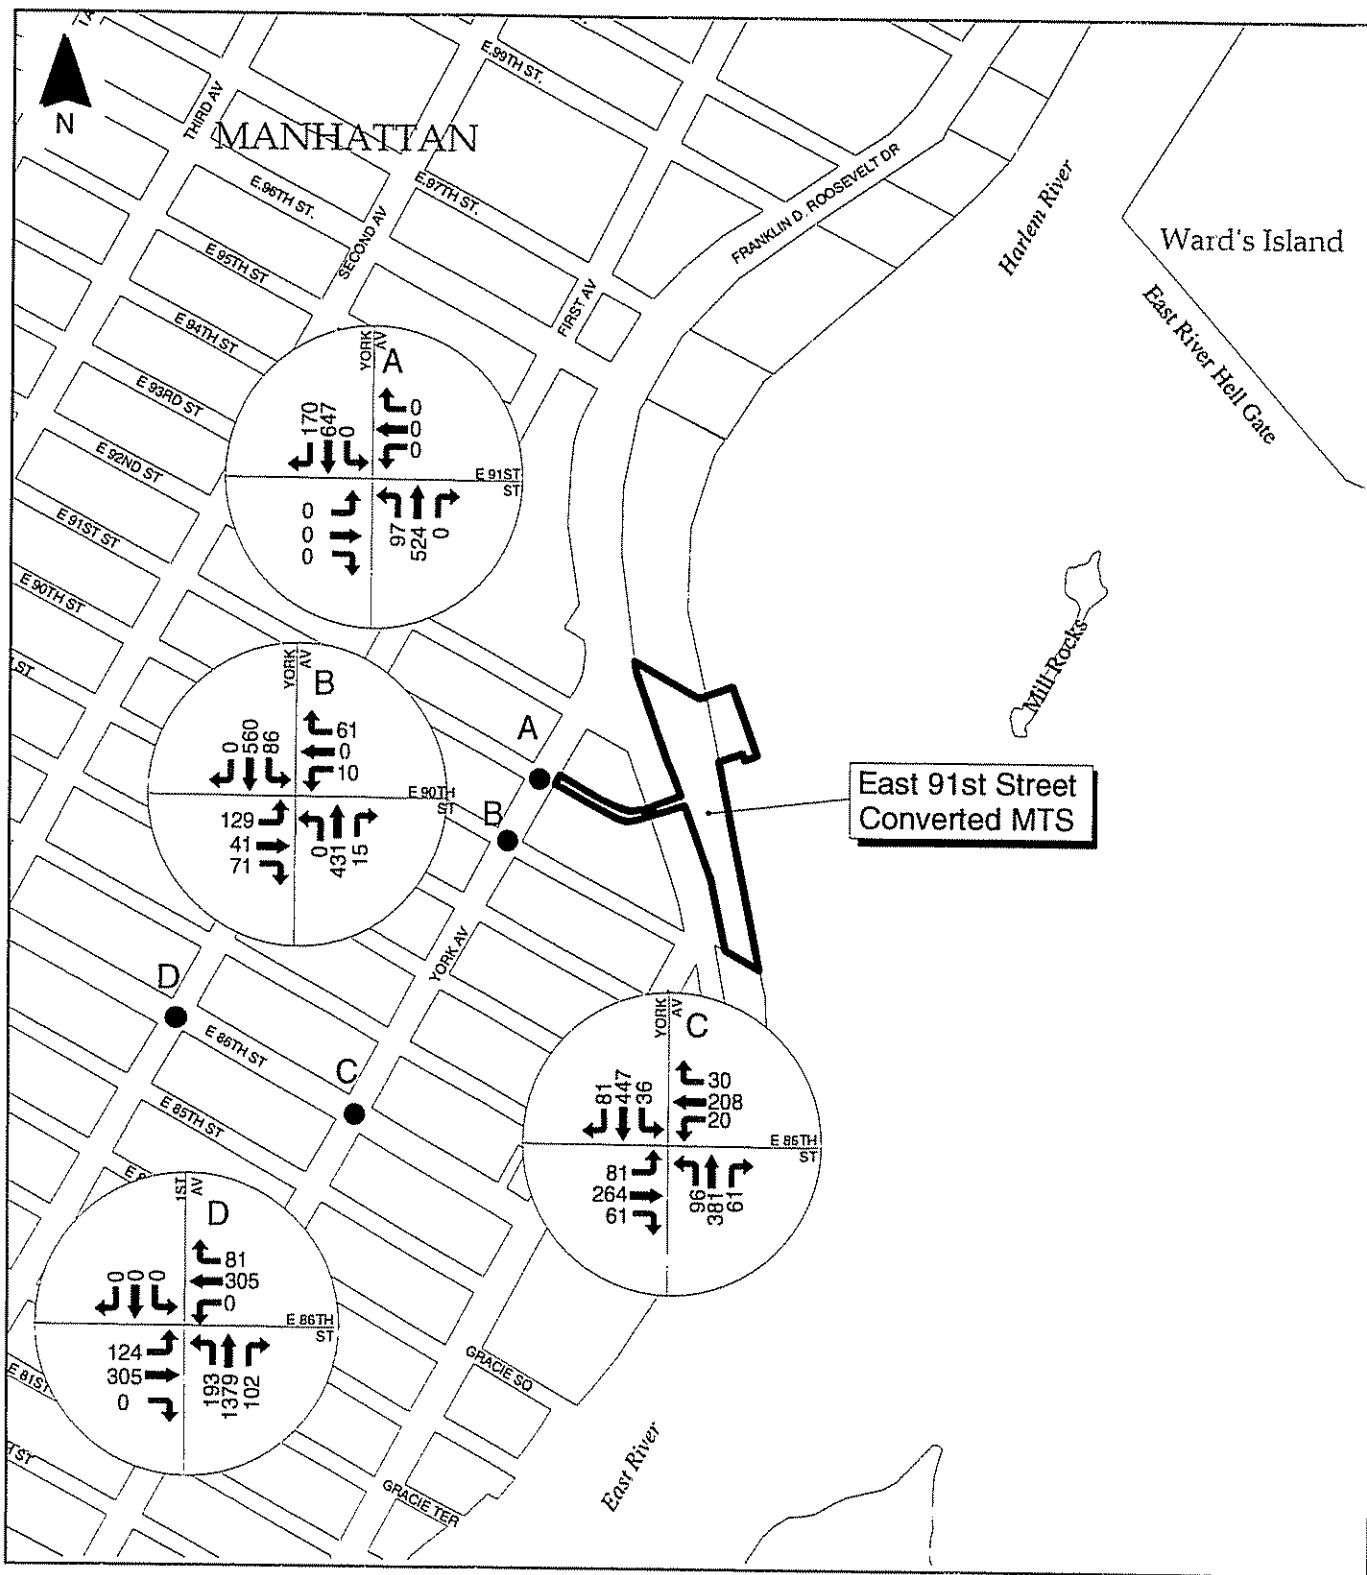 N
THIRD AV
MANHATTAN
E.99TH ST.
E.96TH ST.
E.97TH ST.
SECOND AV
E 95TH ST
E 94TH ST
E 93RD ST
E 92ND ST
E 91ST ST
E 90TH ST
FIRST AV
FRANKLIN D. ROOSEVELT DR
Harlem River
Ward's Island
East River Hell Gate
Mill Rocks
YORK AV
A
170 647 0
0
0
0
E 91ST ST
0
0
0
97 524 0
YORK AV
B
0 560 86
61
0
10
E 90TH ST
129
41
71
0 431 15
A
B
East 91st Street
Converted MTS
YORK AV
D
E 86TH ST
C
E 85TH ST
YORK AV
C
81 447 36
30
208
20
E 86TH ST
81
264
61
96 381 61
1ST AV
D
0 0 0
81
305
0
E 86TH ST
124
305
0
193 1379 102
E 81ST
GRACIE SQ
GRACIE TER
East River